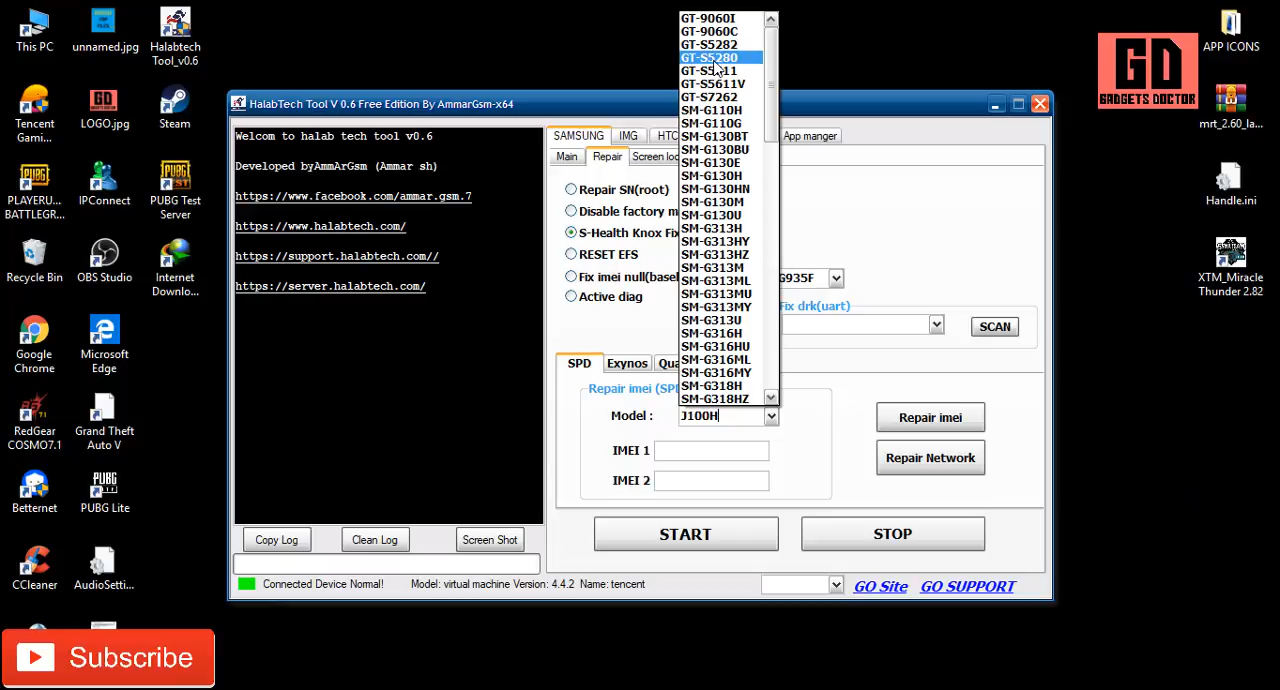 This PC
unnamed.jpg
Halabtech
Tool_v0.6
Tencent
Gami...
GD
LOGO.jpg
Steam
PLAYERU...
BATTLEGR...
IPConnect
PUBG Test
Server
Recycle Bin
OBS Studio
Internet
Downlo...
Google
Chrome
Microsoft
Edge
RedGear
COSMO7.1
Grand Theft
Auto V
Betternet
PUBG Lite
CCleaner
AudioSetti...
Subscribe
HalabTech Tool V 0.6 Free Edition By AmmarGsm-x64
Welcom to halab tech tool v0.6
Developed byAmmArGsm (Ammar sh)
https://www.facebook.com/ammar.gsm.7
https://www.halabtech.com/
https://support.halabtech.com//
https://server.halabtech.com/
Copy Log
Clean Log
Screen Shot
SAMSUNG
IMG
HTC
App manger
Main
Repair
Screen loc
Repair SN(root)
Disable factory m
S-Health Knox Fix
RESET EFS
Fix imei null(basel
Active diag
G935F
Fix drk(uart)
SCAN
SPD
Exynos
Qua
Repair imei (SPD
Model :
J100H
IMEI 1
IMEI 2
Repair imei
Repair Network
START
STOP
GT-9060I
GT-9060C
GT-S5282
GT-S5280
GT-S5611V
GT-S7262
SM-G110H
SM-G110G
SM-G130BT
SM-G130BU
SM-G130E
SM-G130H
SM-G130HN
SM-G130M
SM-G130U
SM-G313H
SM-G313HY
SM-G313HZ
SM-G313M
SM-G313ML
SM-G313MU
SM-G313MY
SM-G313U
SM-G316H
SM-G316HU
SM-G316ML
SM-G316MY
SM-G318H
SM-G318HZ
Connected Device Normal!
Model: virtual machine Version: 4.4.2 Name: tencent
GO Site
GO SUPPORT
GD
GADGETS DOCTOR
APP ICONS
mrt_2.60_la...
Handle.ini
XTM_Miracle
Thunder 2.82